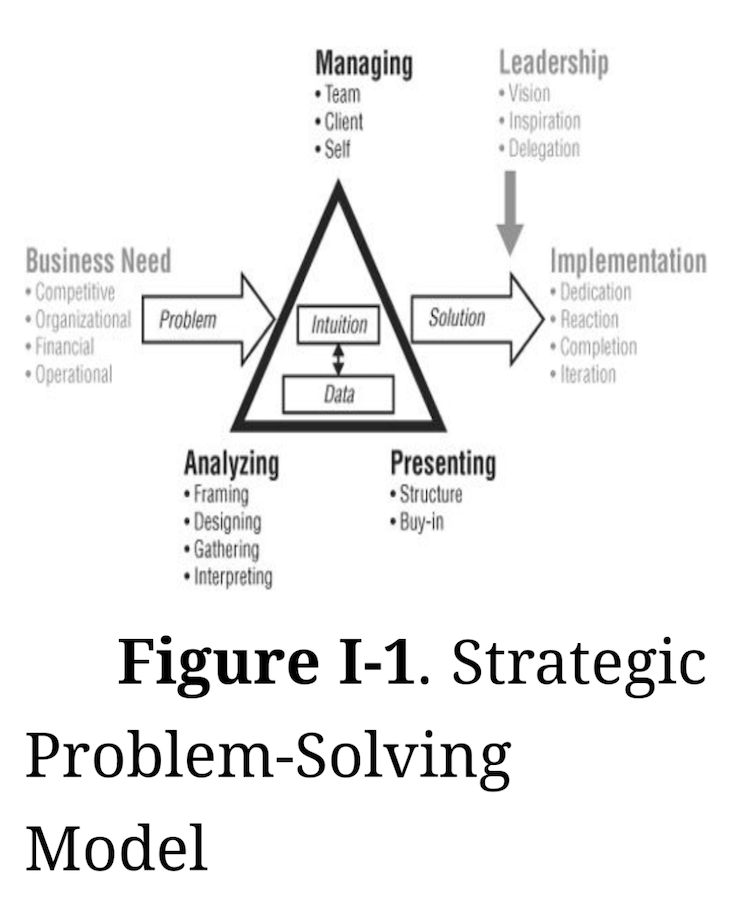 Managing
• Team
• Client
• Self
Leadership
• Vision
• Inspiration
• Delegation
Business Need
• Competitive
• Organizational
• Financial
• Operational
Problem
Intuition
Data
Solution
Implementation
• Dedication
• Reaction
• Completion
• Iteration
Analyzing
• Framing
• Designing
• Gathering
• Interpreting
Presenting
• Structure
• Buy-in
Figure I-1. Strategic
Problem-Solving
Model